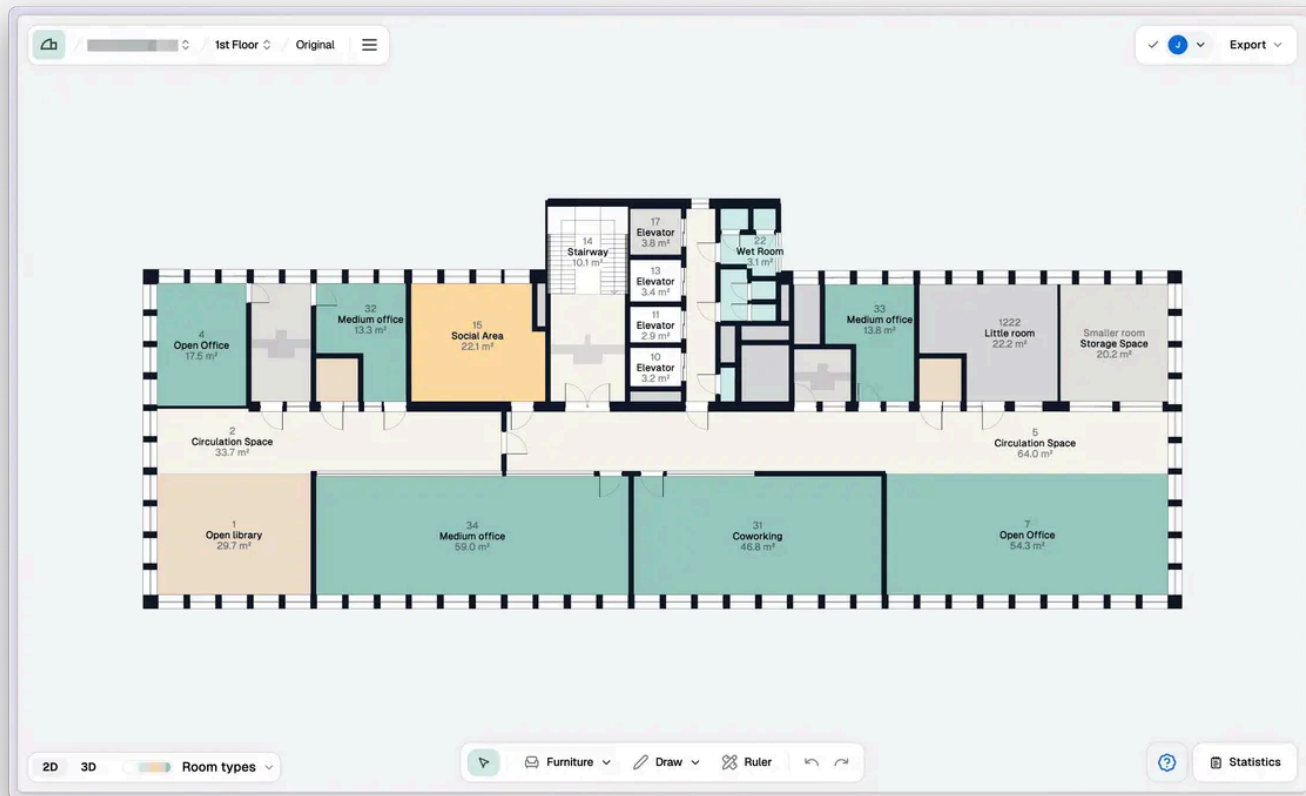 1st Floor
Original
J
Export
17
Elevator
3.8 m²
14
Stairway
10.1 m²
22
Wet Room
3.1 m²
13
Elevator
3.4 m²
11
Elevator
2.9 m²
10
Elevator
3.2 m²
4
Open Office
17.5 m²
32
Medium office
13.3 m²
15
Social Area
22.1 m²
33
Medium office
13.8 m²
1222
Little room
22.2 m²
Smaller room
Storage Space
20.2 m²
2
Circulation Space
33.7 m²
5
Circulation Space
64.0 m²
1
Open library
29.7 m²
34
Medium office
59.0 m²
31
Coworking
46.8 m²
7
Open Office
54.3 m²
2D
3D
Room types
Furniture
Draw
Ruler
Statistics